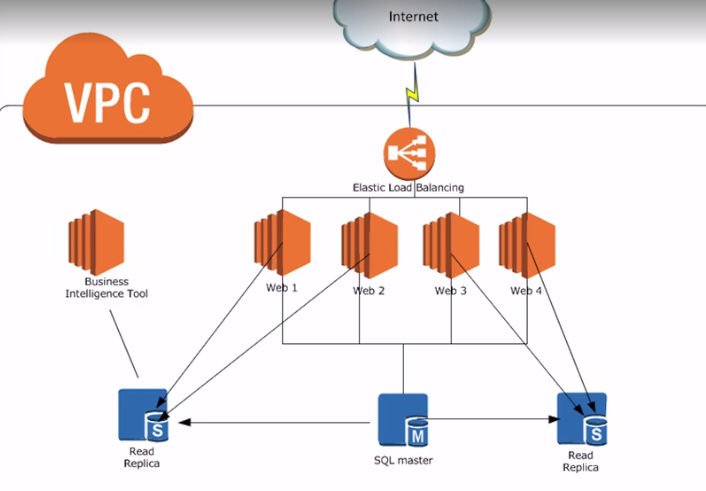 Internet
VPC
Elastic Load Balancing
Business
Intelligence Tool
Web 1
Web 2
Web 3
Web 4
S
Read
Replica
M
SQL master
S
Read
Replica